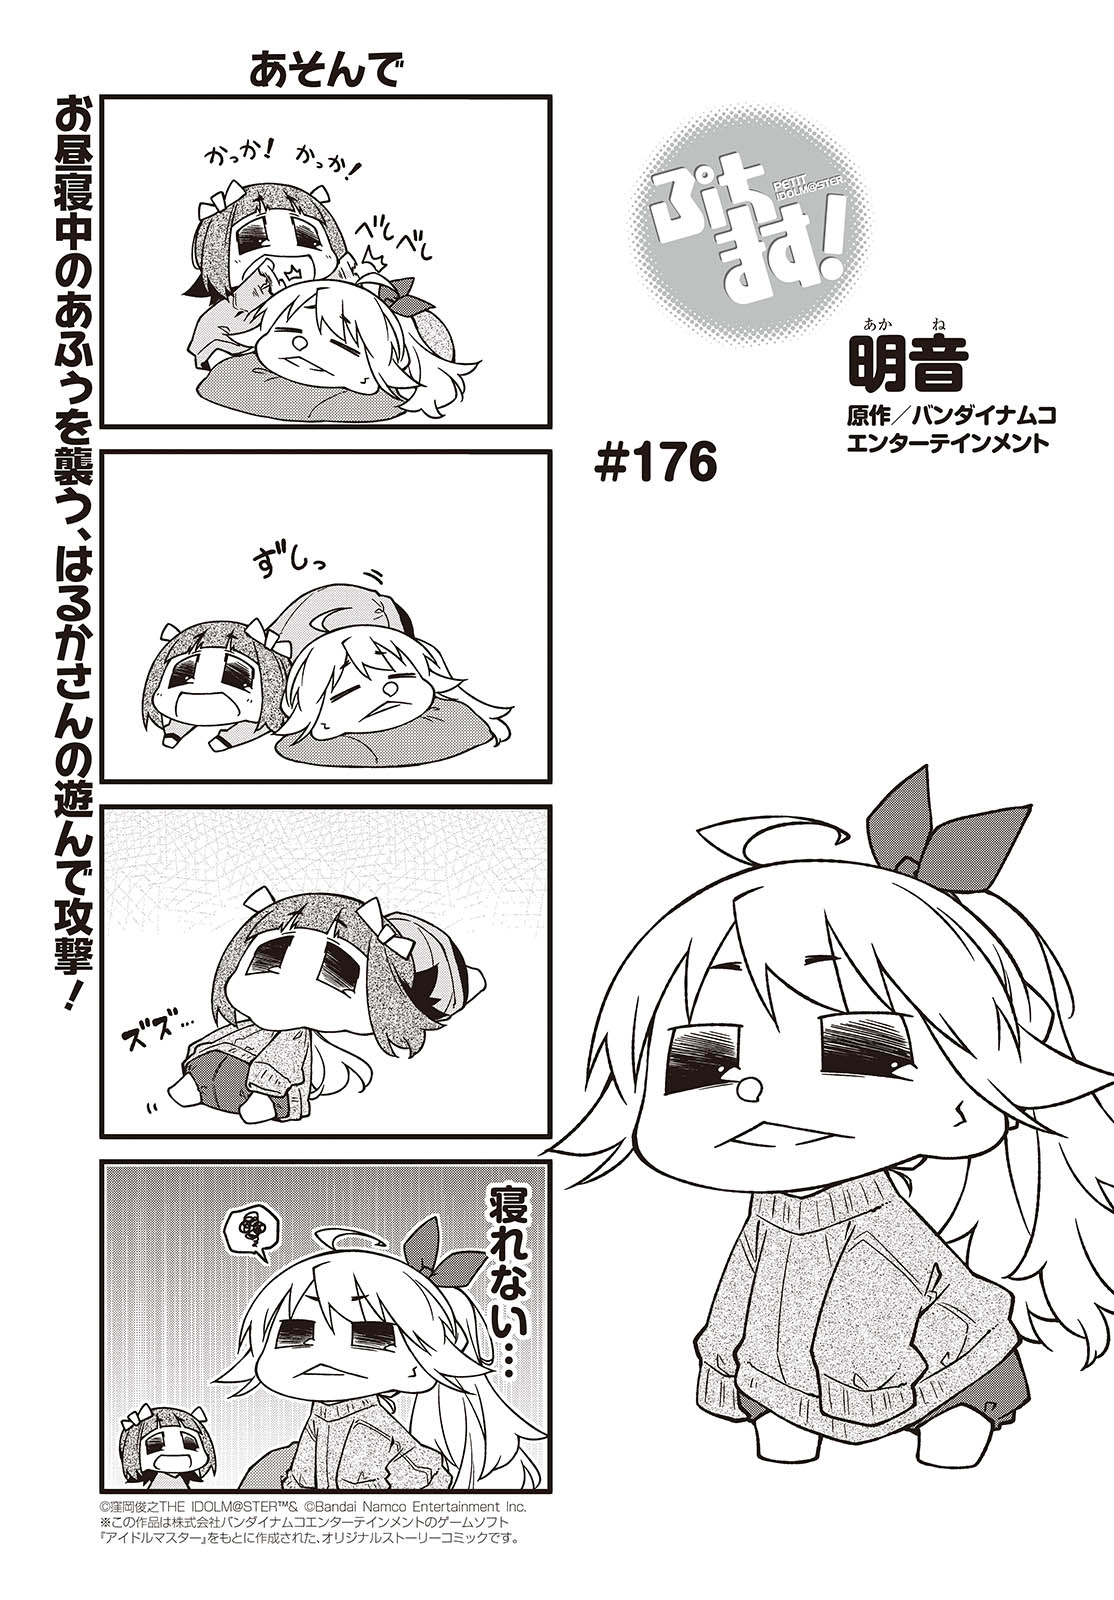 ぷちます!
PETIT
IDOLM@STER
あかね
明音
原作／バンダイナムコ
エンターテインメント
#176
あそんで
お昼寝中のあふぅを襲う、はるかさんの遊んで攻撃！
かっか！ かっか！
べしべし
ずしっ
ズズ…
寝れない…
©窪岡俊之THE IDOLM@STER™& ©Bandai Namco Entertainment Inc.
※この作品は株式会社バンダイナムコエンターテインメントのゲームソフト
『アイドルマスター』をもとに作成された、オリジナルストーリーコミックです。